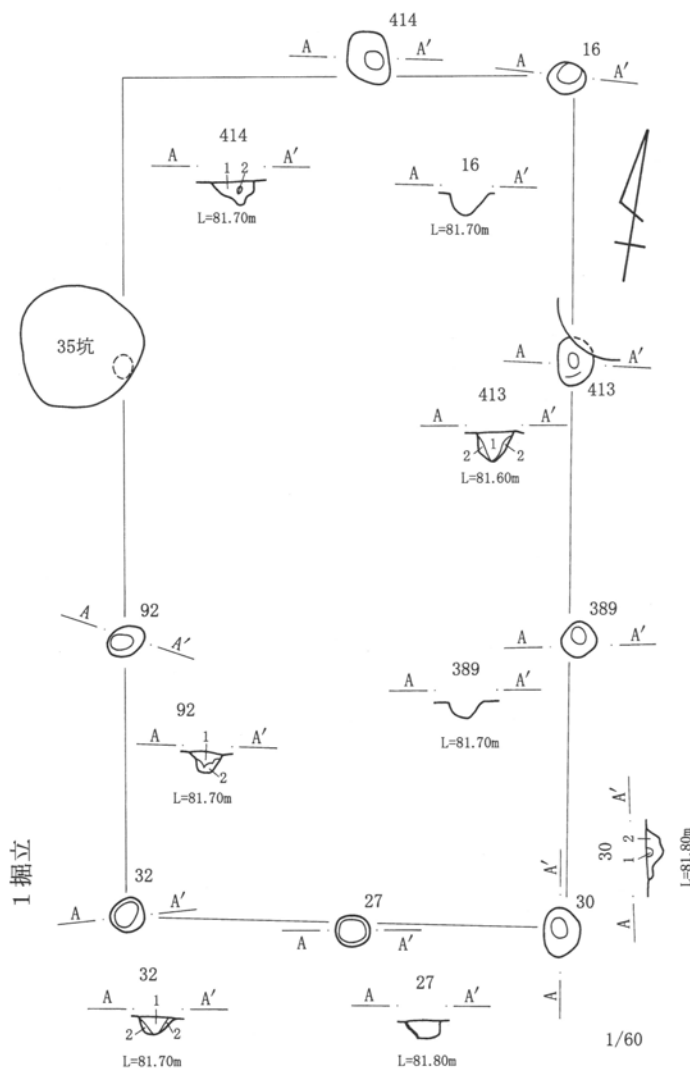 414
A A′
16
A A′
414
A A′
1 2
L=81.70m
16
A A′
L=81.70m
35坑
A A′
413
413
A A′
2 1 2
L=81.60m
92
A A′
389
A A′
389
A A′
L=81.70m
92
A 1 A′
2
L=81.70m
1掘立
A′
30
1 2
A
L=81.80m
32
A A′
27
A A′
A′
30
A
32
A 1 A′
2 2
L=81.70m
27
A A′
L=81.80m
1/60